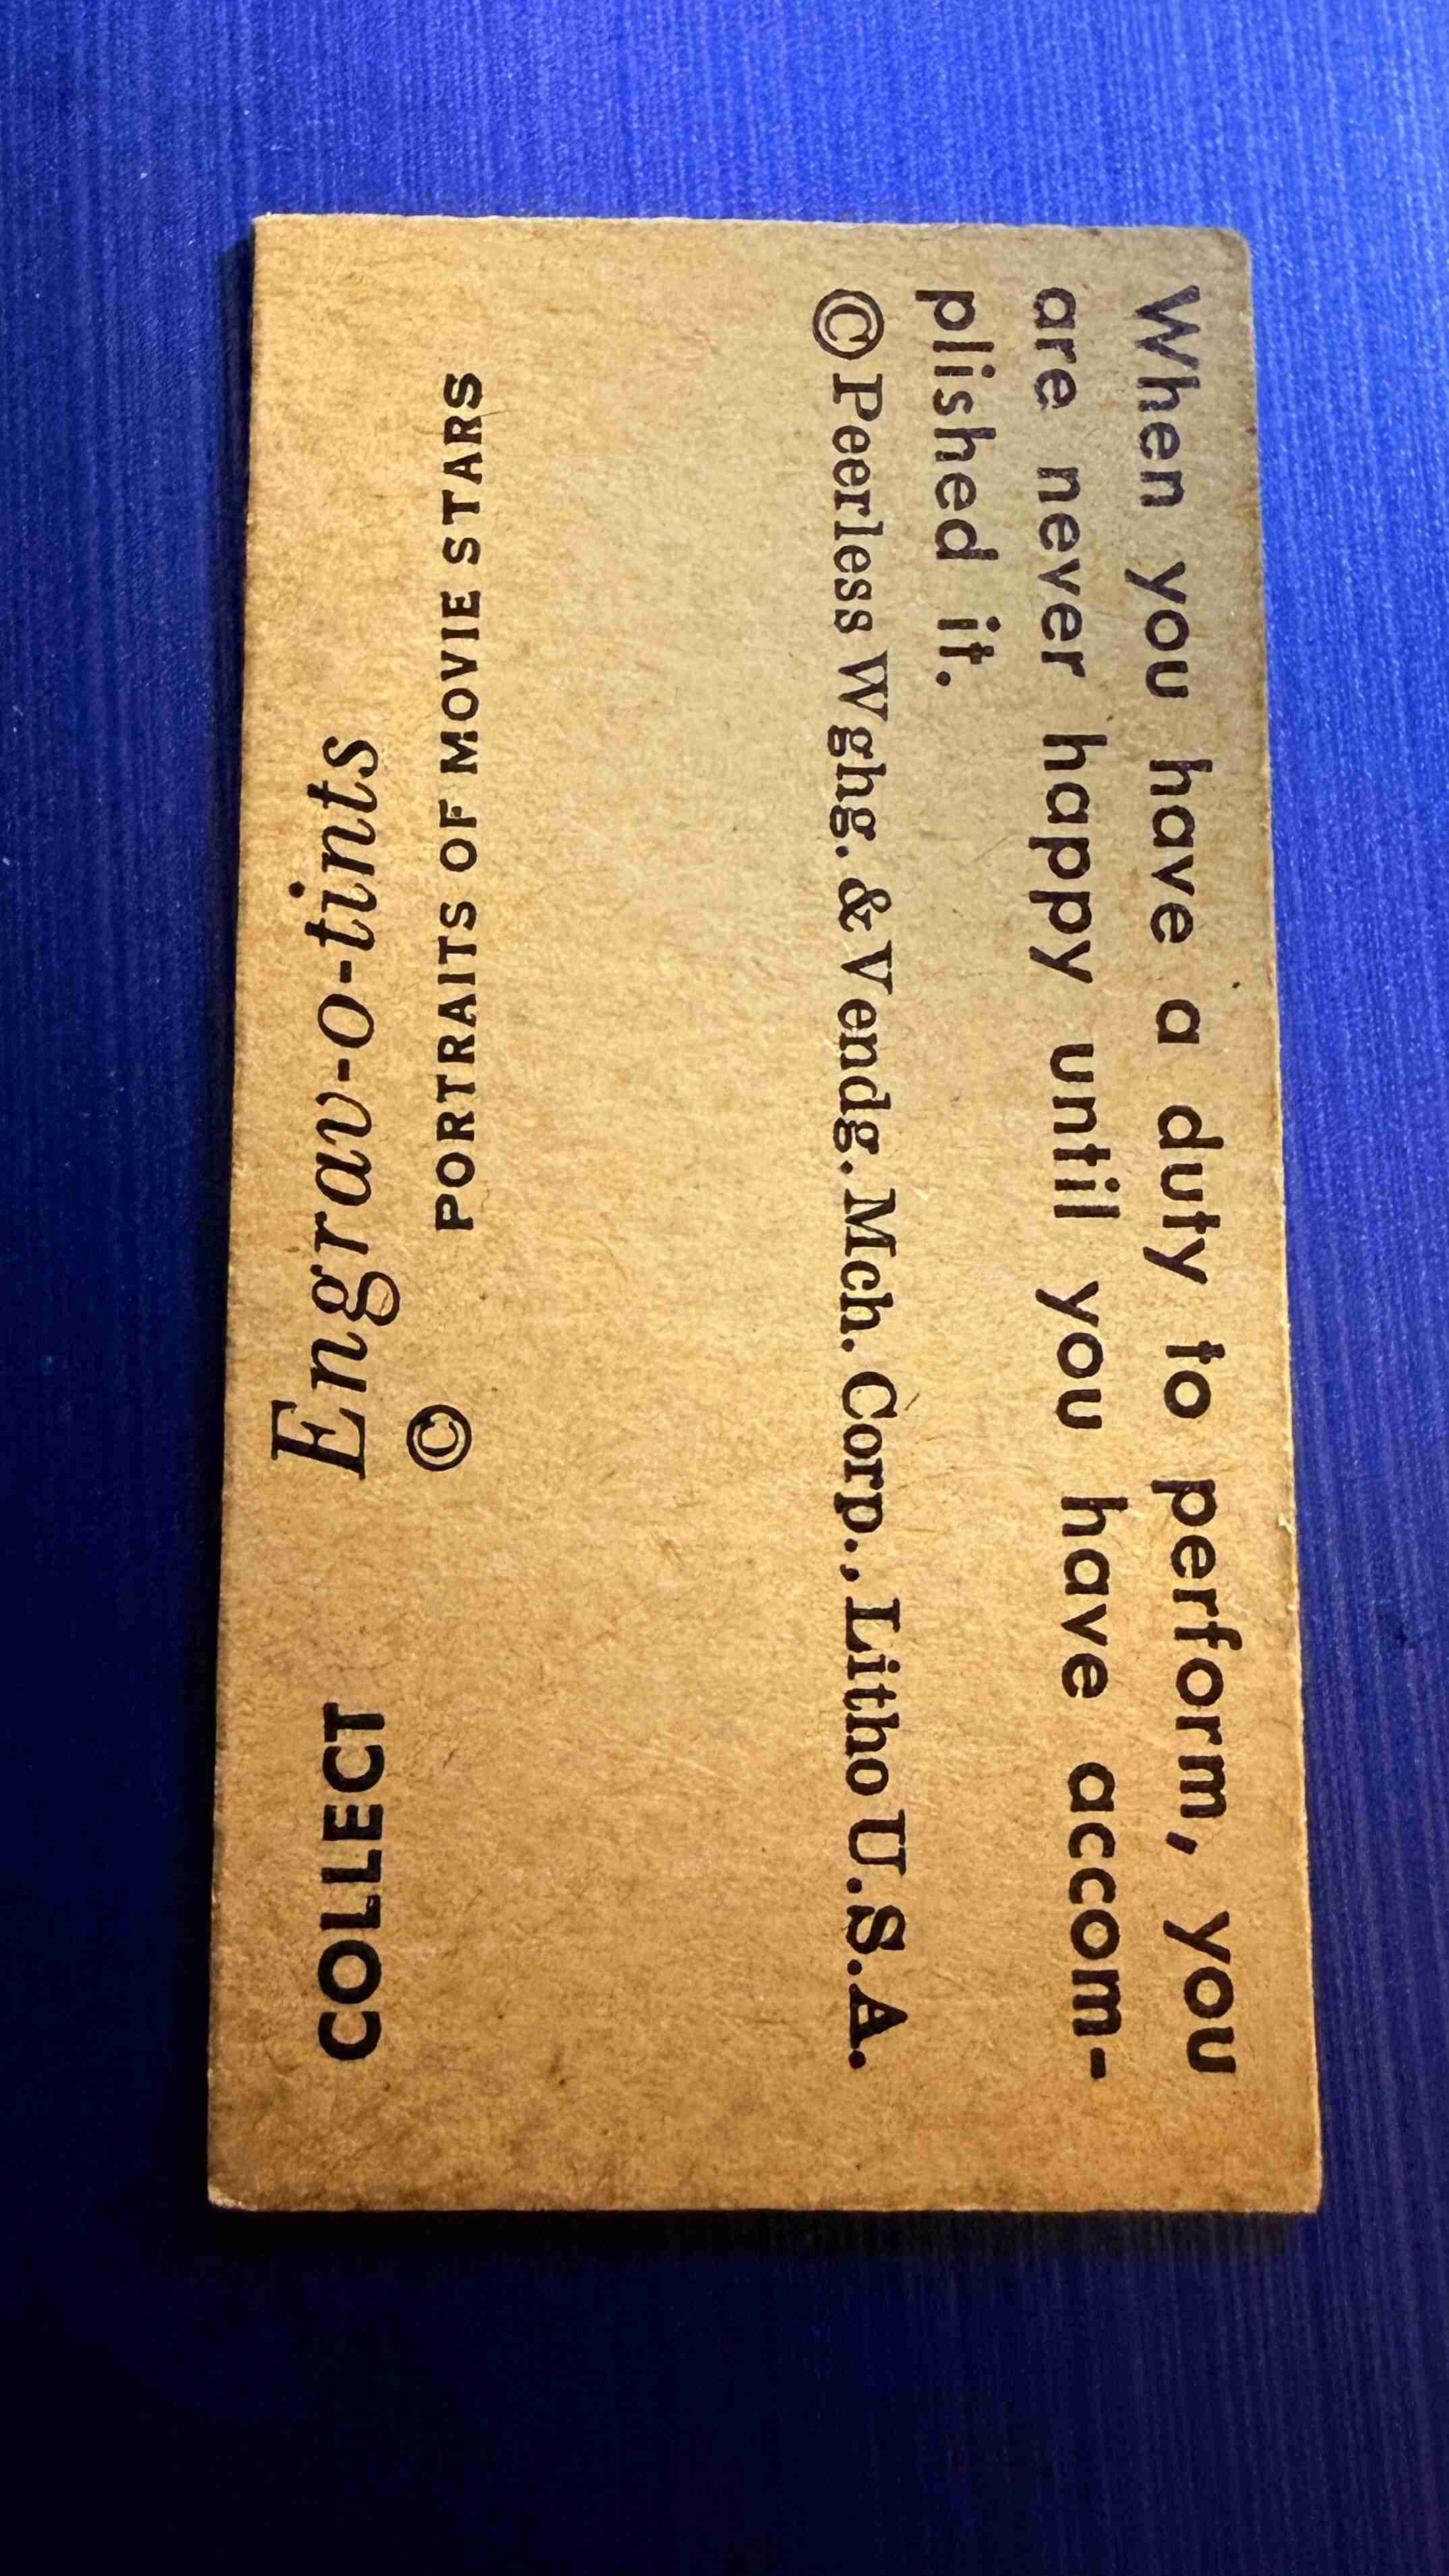 When you have a duty to perform, you
are never happy until you have accom-
plished it.
© Peerless Wghg. & Vendg. Mch. Corp., Litho U.S.A.
COLLECT Engrav-o-tints
© PORTRAITS OF MOVIE STARS